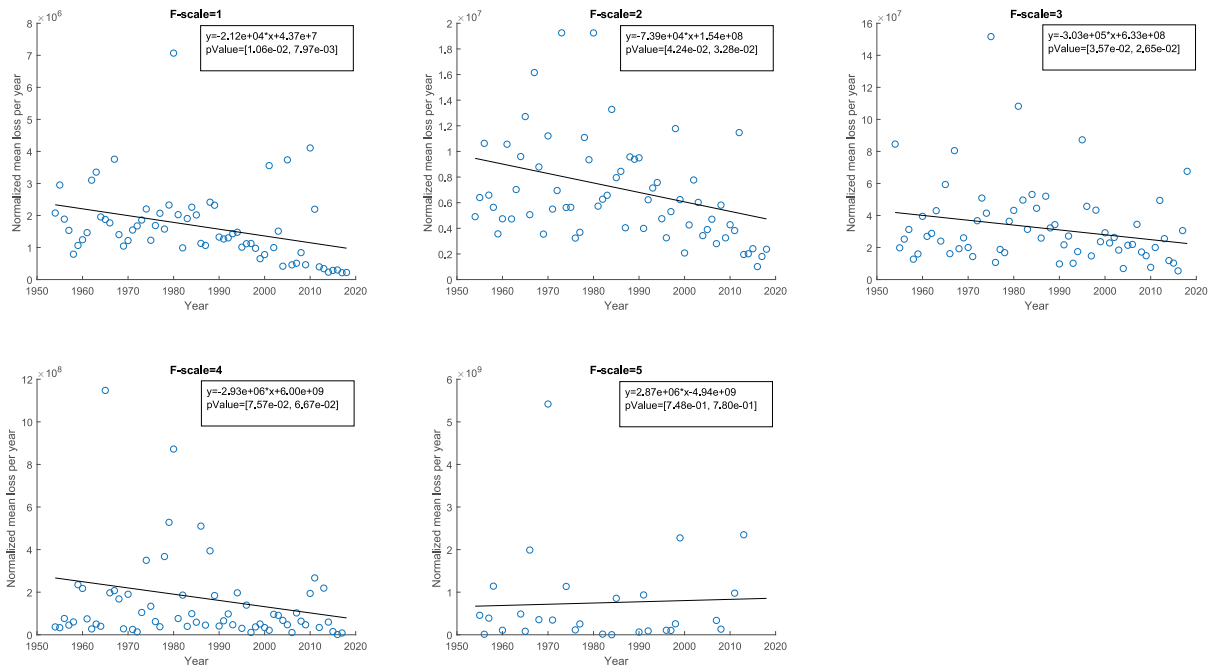 F-scale=1
×10^6
y=-2.12e+04*x+4.37e+7
pValue=[1.06e-02, 7.97e-03]
8
7
6
5
4
3
2
1
0
Normalized mean loss per year
1950 1960 1970 1980 1990 2000 2010 2020
Year
F-scale=2
×10^7
y=-7.39e+04*x+1.54e+08
pValue=[4.24e-02, 3.28e-02]
2
1.8
1.6
1.4
1.2
1
0.8
0.6
0.4
0.2
0
Normalized mean loss per year
1950 1960 1970 1980 1990 2000 2010 2020
Year
F-scale=3
×10^7
y=-3.03e+05*x+6.33e+08
pValue=[3.57e-02, 2.65e-02]
16
14
12
10
8
6
4
2
0
Normalized mean loss per year
1950 1960 1970 1980 1990 2000 2010 2020
Year
F-scale=4
×10^8
y=-2.93e+06*x+6.00e+09
pValue=[7.57e-02, 6.67e-02]
12
10
8
6
4
2
0
Normalized mean loss per year
1950 1960 1970 1980 1990 2000 2010 2020
Year
F-scale=5
×10^9
y=2.87e+06*x-4.94e+09
pValue=[7.48e-01, 7.80e-01]
6
5
4
3
2
1
0
Normalized mean loss per year
1950 1960 1970 1980 1990 2000 2010 2020
Year